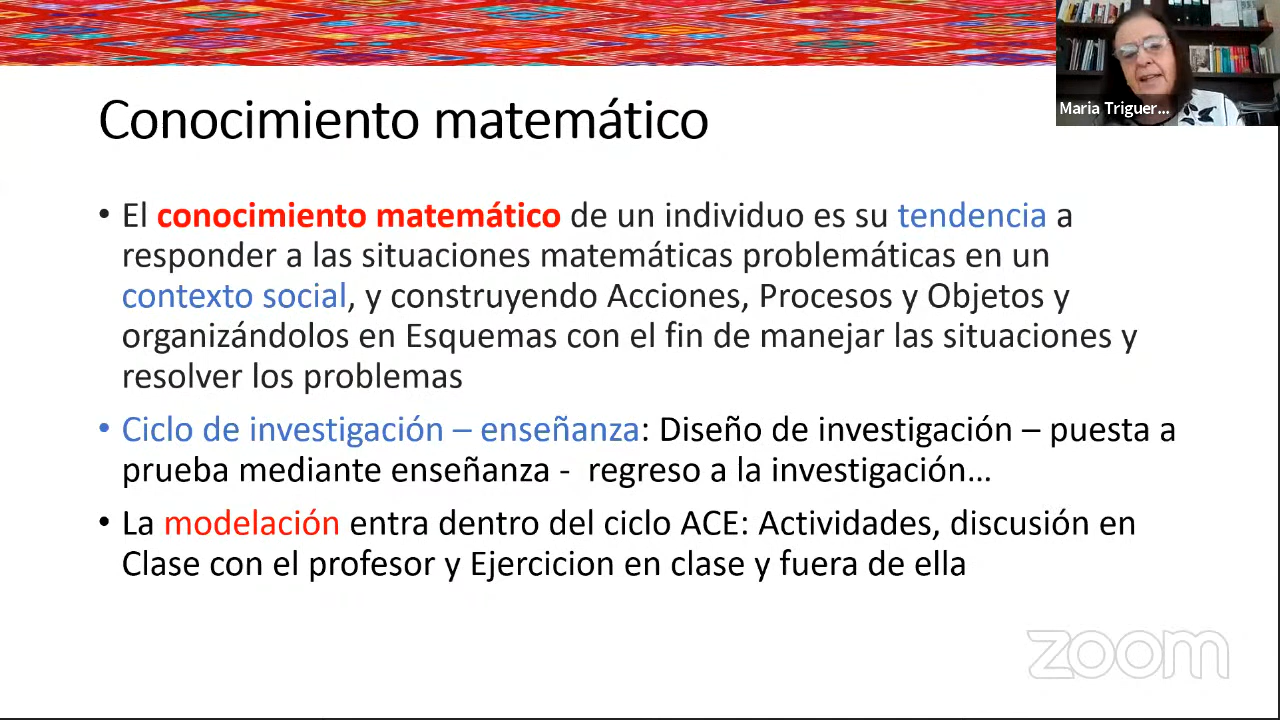 Maria Triguer...
Conocimiento matemático
• El conocimiento matemático de un individuo es su tendencia a
responder a las situaciones matemáticas problemáticas en un
contexto social, y construyendo Acciones, Procesos y Objetos y
organizándolos en Esquemas con el fin de manejar las situaciones y
resolver los problemas
• Ciclo de investigación – enseñanza: Diseño de investigación – puesta a
prueba mediante enseñanza - regreso a la investigación...
• La modelación entra dentro del ciclo ACE: Actividades, discusión en
Clase con el profesor y Ejercicion en clase y fuera de ella
zoom